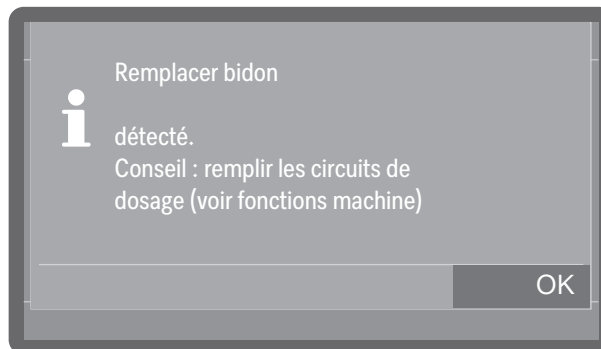 Remplacer bidon
détecté.
Conseil : remplir les circuits de
dosage (voir fonctions machine)
OK